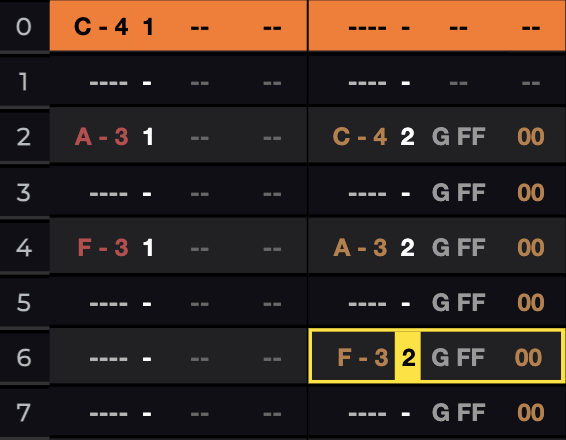 0 C - 4 1 -- -- ---- - -- --
1 ---- - -- -- ---- - -- --
2 A - 3 1 -- -- C - 4 2 G FF 00
3 ---- - -- -- ---- - G FF 00
4 F - 3 1 -- -- A - 3 2 G FF 00
5 ---- - -- -- ---- - G FF 00
6 ---- - -- -- F - 3 2 G FF 00
7 ---- - -- -- ---- - G FF 00